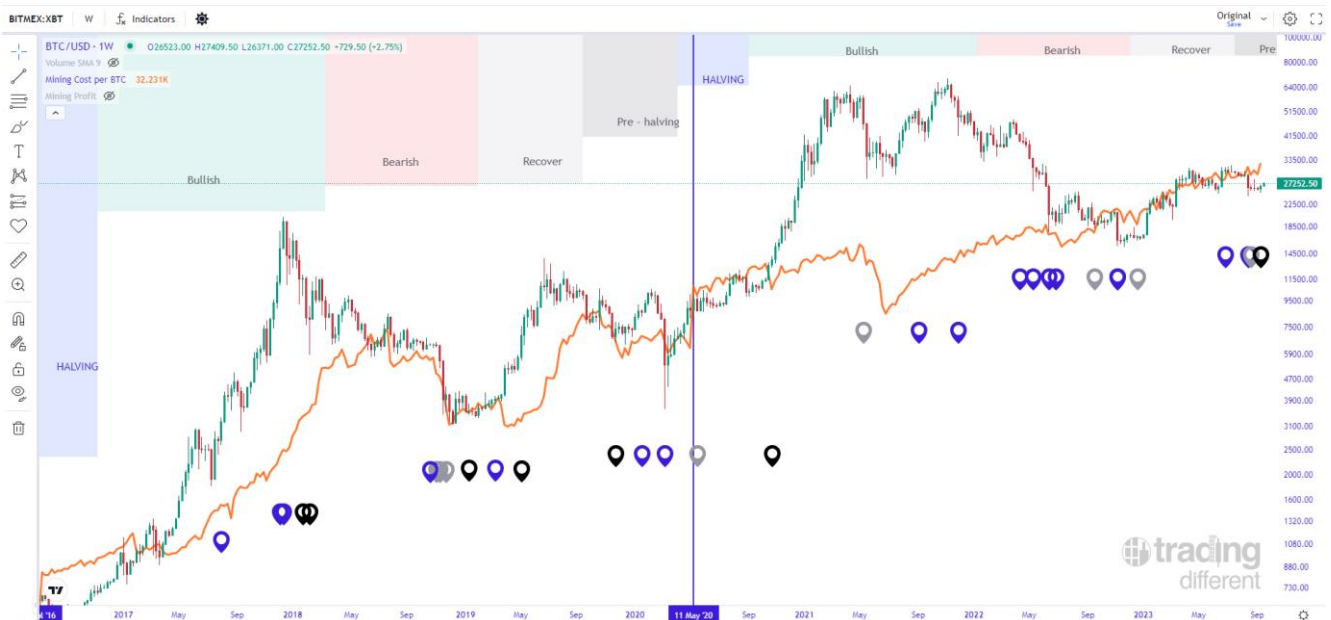 BITMEX:XBT W fx Indicators Original
Save
BTC/USD - 1W O26523.00 H27409.50 L26371.00 C27252.50 +729.50 (+2.75%)
Volume SMA 9
Mining Cost per BTC 32.231K
Mining Profit
HALVING
Bullish
Bearish
Recover
Pre - halving
HALVING
Bullish
Bearish
Recover
Pre
100000.00
80000.00
64000.00
51500.00
41500.00
33500.00
27252.50
22500.00
18500.00
14500.00
11500.00
9500.00
7500.00
5900.00
4700.00
3900.00
3100.00
2500.00
2000.00
1600.00
1320.00
1080.00
880.00
730.00
trading
different
'16 2017 May Sep 2018 May Sep 2019 May Sep 2020 11 May '20 Sep 2021 May Sep 2022 May Sep 2023 May Sep